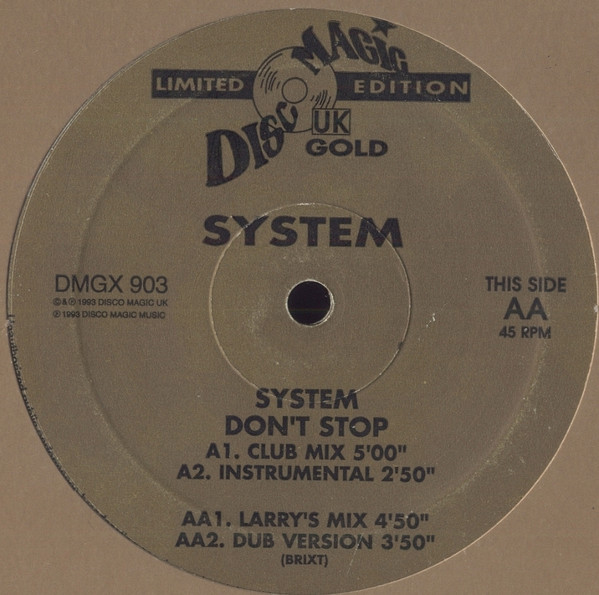 LIMITED EDITION
DISCO MAGIC
UK
GOLD
SYSTEM
DMGX 903
© & ℗ 1993 DISCO MAGIC UK
℗ 1993 DISCO MAGIC MUSIC
THIS SIDE
AA
45 RPM
SYSTEM
DON'T STOP
A1. CLUB MIX 5'00"
A2. INSTRUMENTAL 2'50"
AA1. LARRY'S MIX 4'50"
AA2. DUB VERSION 3'50"
(BRIXT)